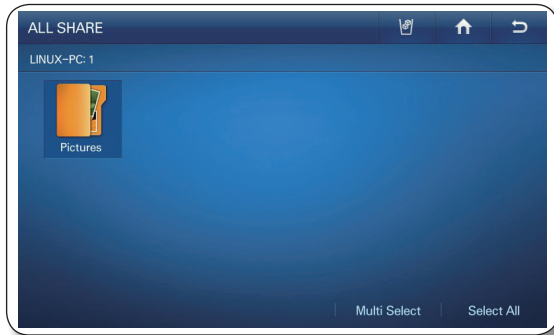 ALL SHARE
LINUX-PC: 1
Pictures
Multi Select Select All